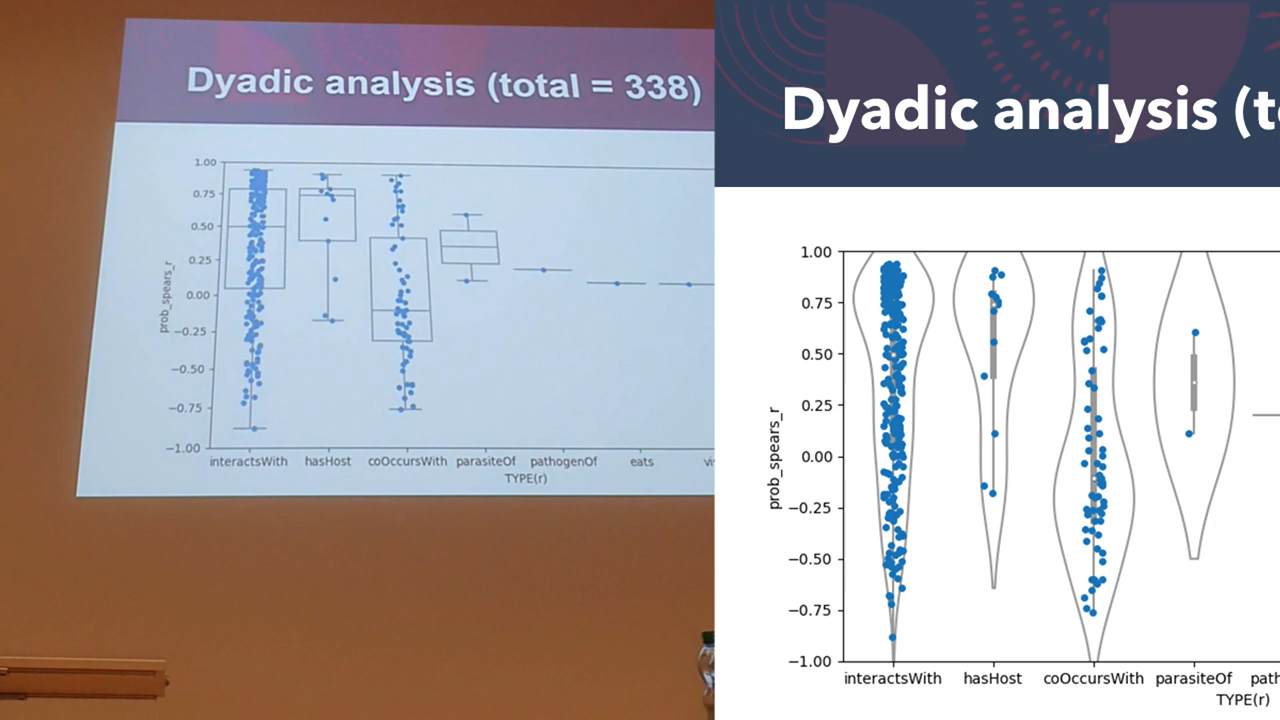 Dyadic analysis (total = 338)
1.00
0.75
0.50
0.25
0.00
−0.25
−0.50
−0.75
−1.00
prob_spears_r
interactsWith hasHost coOccursWith parasiteOf pathogenOf eats
TYPE(r)
Dyadic analysis (t
1.00
0.75
0.50
0.25
0.00
−0.25
−0.50
−0.75
−1.00
prob_spears_r
interactsWith hasHost coOccursWith parasiteOf path
TYPE(r)